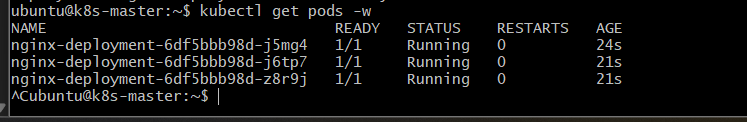 ubuntu@k8s-master:~$ kubectl get pods -w
NAME READY STATUS RESTARTS AGE
nginx-deployment-6df5bbb98d-j5mg4 1/1 Running 0 24s
nginx-deployment-6df5bbb98d-j6tp7 1/1 Running 0 21s
nginx-deployment-6df5bbb98d-z8r9j 1/1 Running 0 21s
^Cubuntu@k8s-master:~$